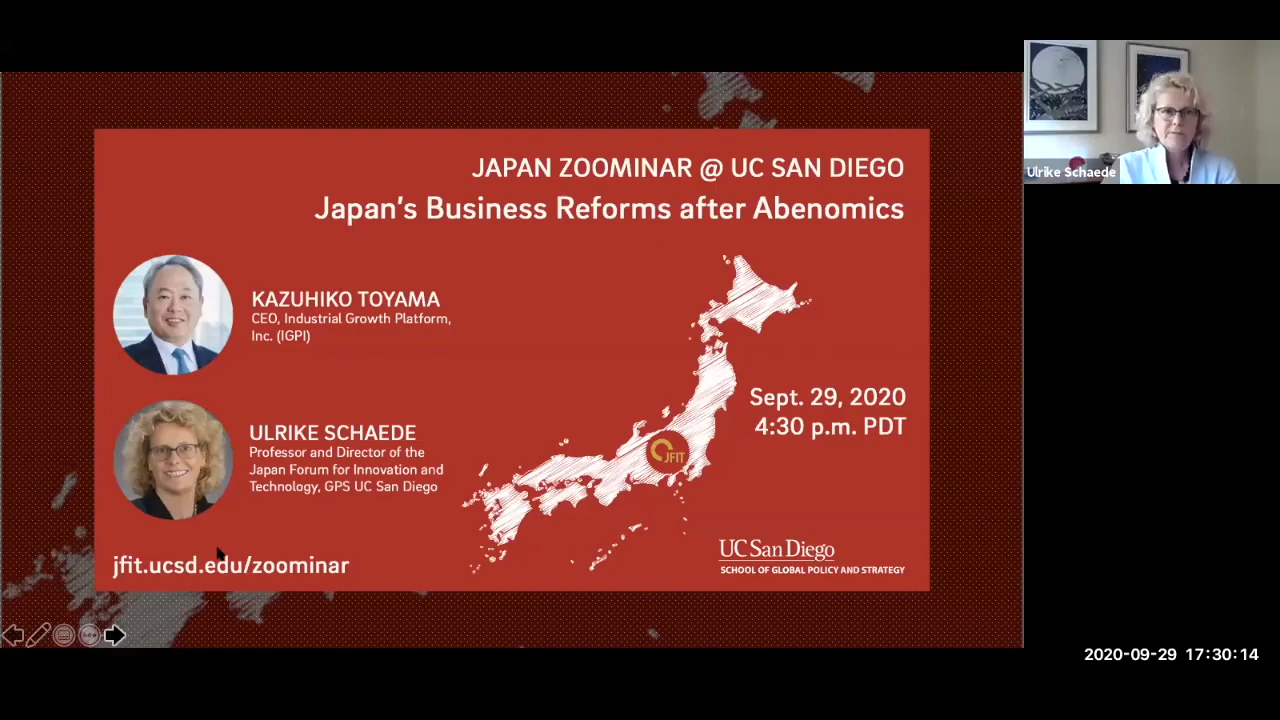 JAPAN ZOOMINAR @ UC SAN DIEGO
Japan's Business Reforms after Abenomics
KAZUHIKO TOYAMA
CEO, Industrial Growth Platform,
Inc. (IGPI)
ULRIKE SCHAEDE
Professor and Director of the
Japan Forum for Innovation and
Technology, GPS UC San Diego
jfit.ucsd.edu/zoominar
JFIT
Sept. 29, 2020
4:30 p.m. PDT
UC San Diego
SCHOOL OF GLOBAL POLICY AND STRATEGY
Ulrike Schaede
2020-09-29 17:30:14